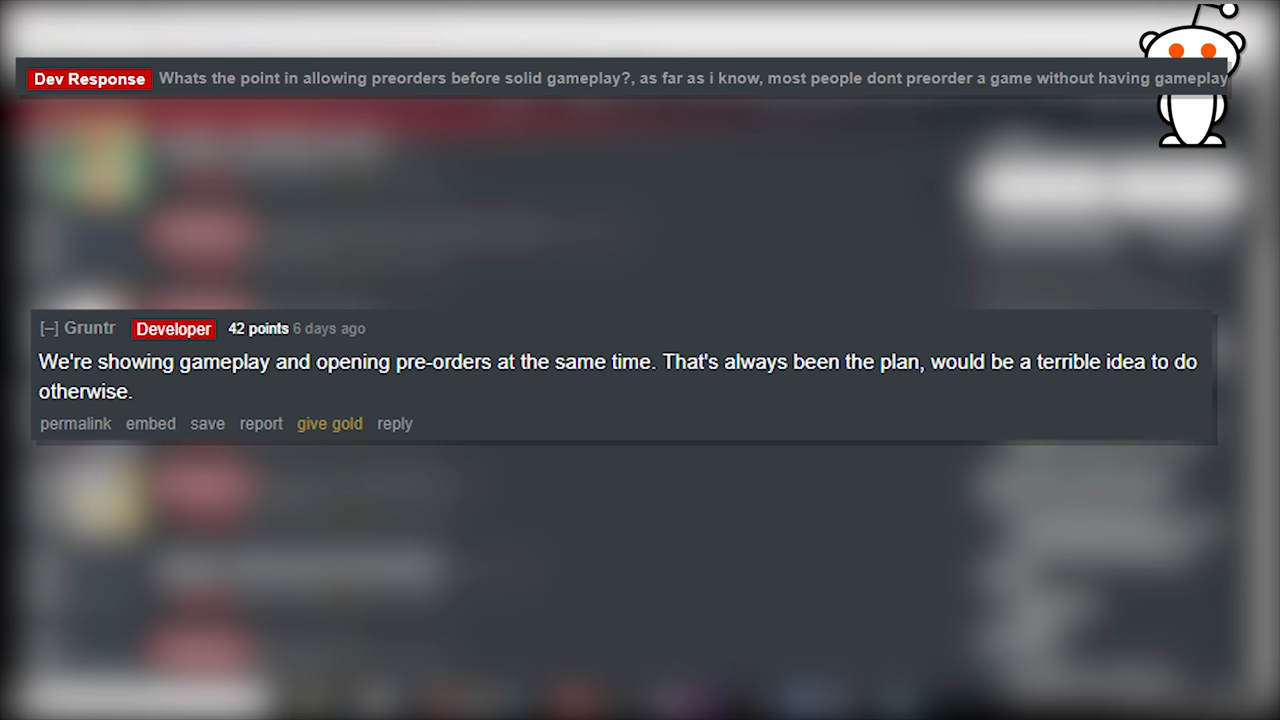 Dev Response Whats the point in allowing preorders before solid gameplay?, as far as i know, most people dont preorder a game without having gameplay
[–] Gruntr Developer 42 points 6 days ago
We're showing gameplay and opening pre-orders at the same time. That's always been the plan, would be a terrible idea to do
otherwise.
permalink embed save report give gold reply